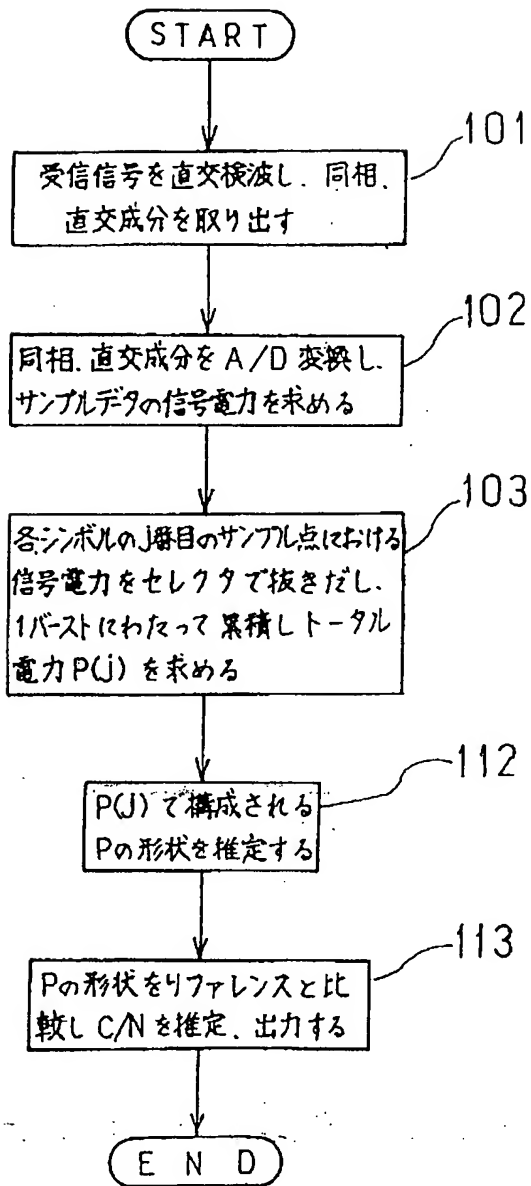 START
101
受信信号を直交検波し、同相、
直交成分を取り出す
102
同相、直交成分をA/D変換し、
サンプルデータの信号電力を求める
103
各シンボルのj番目のサンプル点における
信号電力をセレクタで抜きだし、
1バーストにわたって累積しトータル
電力P(j)を求める
112
P(J)で構成される
Pの形状を推定する
113
Pの形状をリファレンスと比
較しC/Nを推定、出力する
END